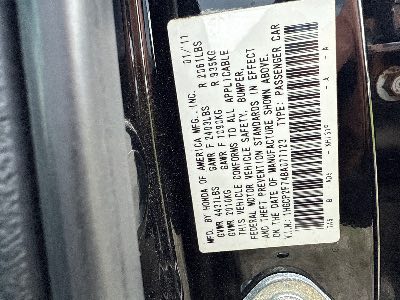 MFD. BY HONDA OF AMERICA MFG., INC. 01/11
GVWR 4431LBS GAWR F 2403LBS R 2061LBS
GVWR 2010KG GAWR F 1090KG R 935KG
THIS VEHICLE CONFORMS TO ALL APPLICABLE
FEDERAL MOTOR VEHICLE SAFETY, BUMPER,
AND THEFT PREVENTION STANDARDS IN EFFECT
ON THE DATE OF MANUFACTURE SHOWN ABOVE.
V.I.N.: TYPE: PASSENGER CAR